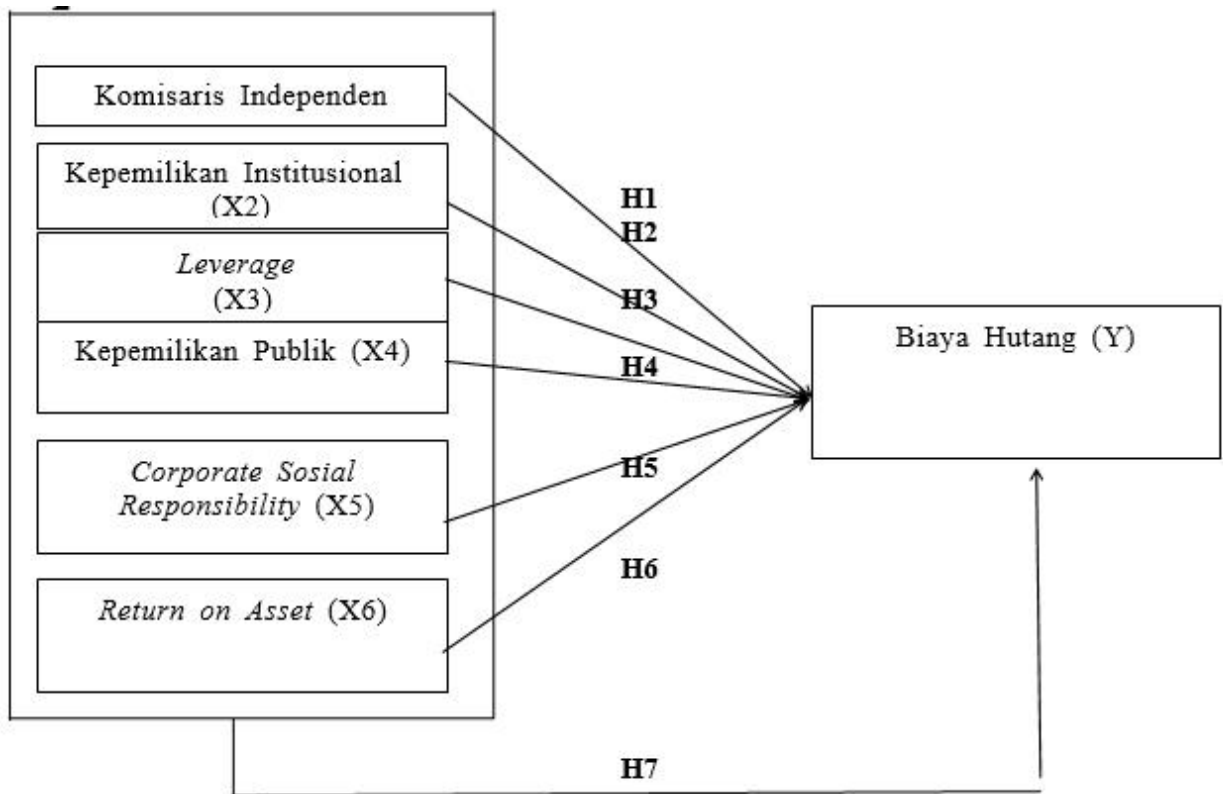 Komisaris Independen
Kepemilikan Institusional
(X2)
Leverage
(X3)
Kepemilikan Publik (X4)
Corporate Sosial
Responsibility (X5)
Return on Asset (X6)
H1
H2
H3
H4
H5
H6
H7
Biaya Hutang (Y)